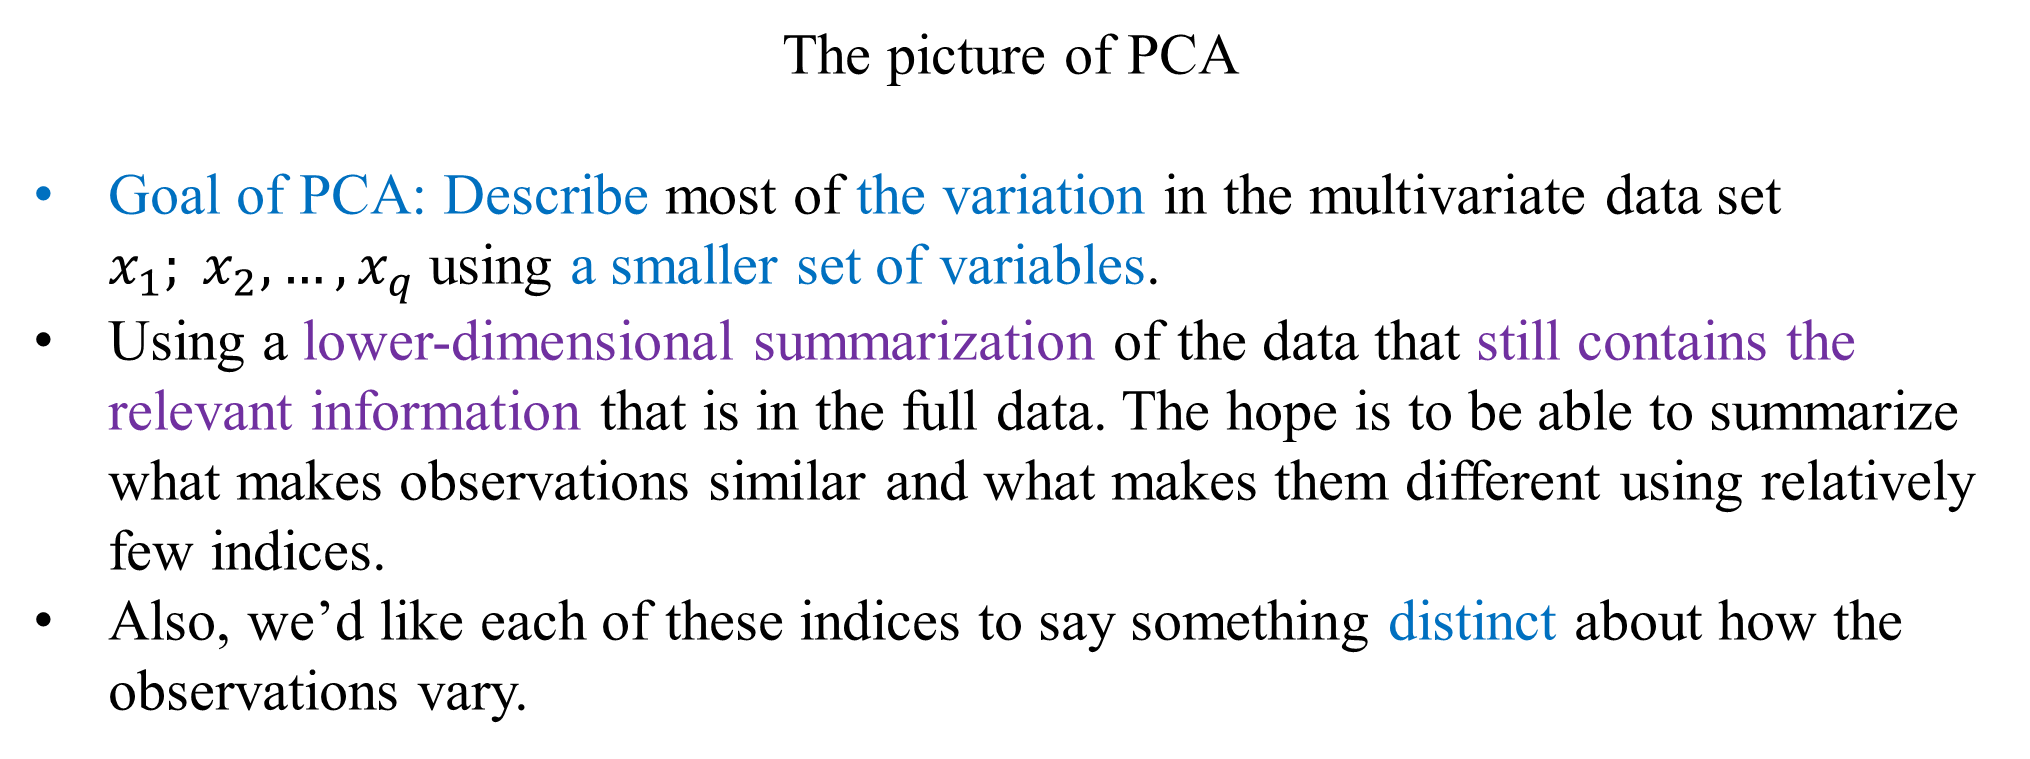 The picture of PCA
• Goal of PCA: Describe most of the variation in the multivariate data set
x₁; x₂, … , x_q using a smaller set of variables.
• Using a lower-dimensional summarization of the data that still contains the
relevant information that is in the full data. The hope is to be able to summarize
what makes observations similar and what makes them different using relatively
few indices.
• Also, we’d like each of these indices to say something distinct about how the
observations vary.